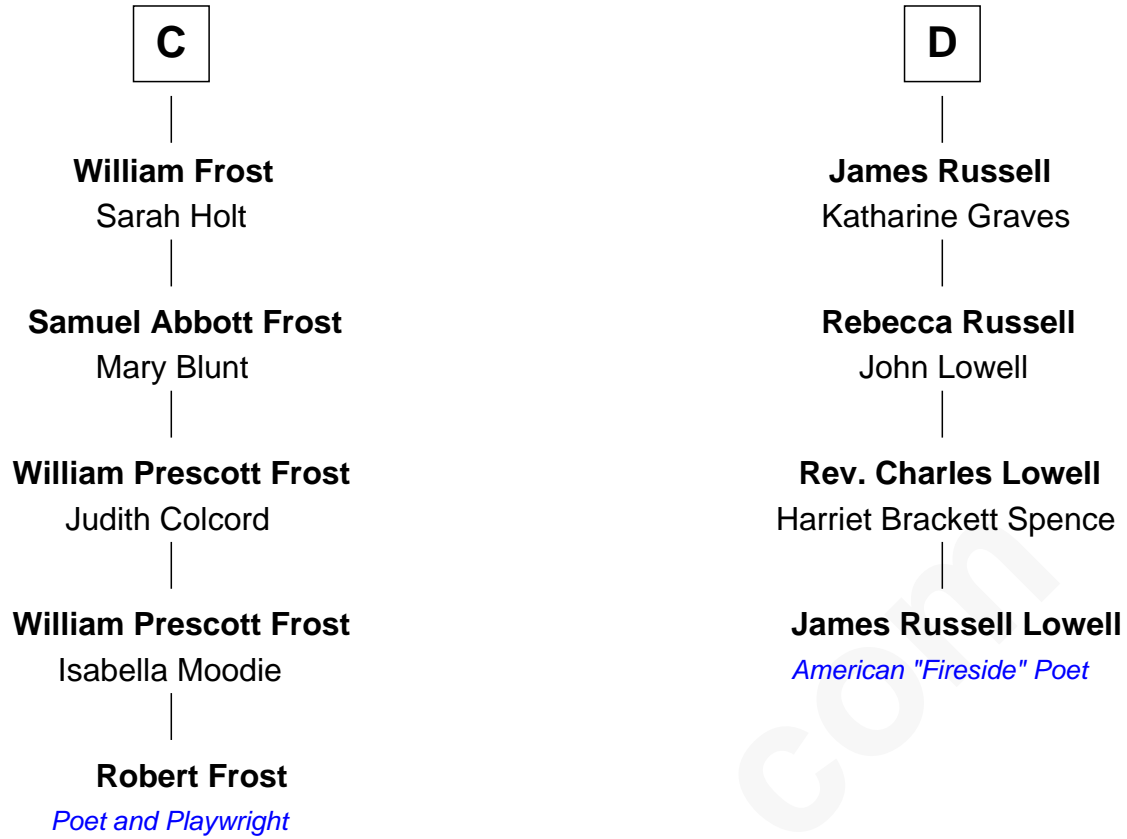 C
William Frost
Sarah Holt
Samuel Abbott Frost
Mary Blunt
William Prescott Frost
Judith Colcord
William Prescott Frost
Isabella Moodie
Robert Frost
Poet and Playwright
D
James Russell
Katharine Graves
Rebecca Russell
John Lowell
Rev. Charles Lowell
Harriet Brackett Spence
James Russell Lowell
American "Fireside" Poet
com